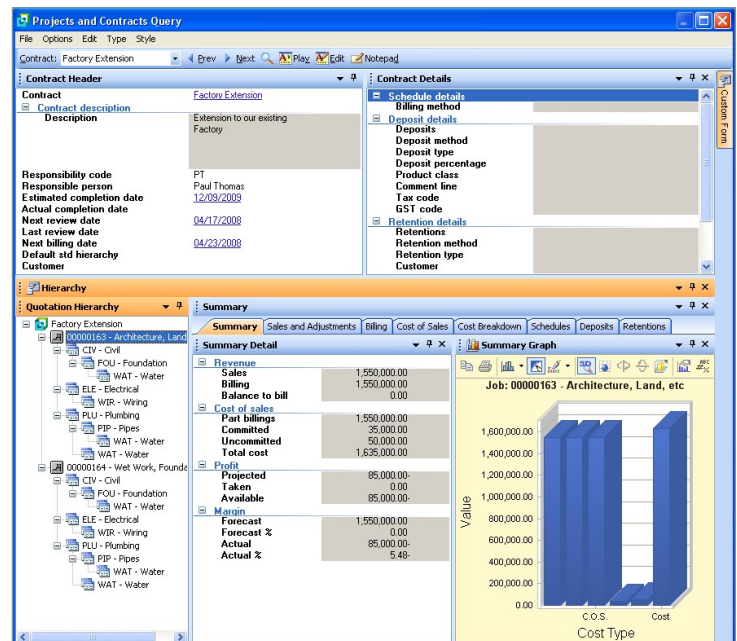 Projects and Contracts Query
File Options Edit Type Style
Contract: Factory Extension Prev Next Play Edit Notepad
Contract Header
Contract Factory Extension
Contract description
Description Extension to our existing
Factory
Responsibility code PT
Responsible person Paul Thomas
Estimated completion date 12/09/2009
Actual completion date
Next review date 04/17/2008
Last review date
Next billing date 04/23/2008
Default std hierarchy
Customer
Contract Details
Schedule details
Billing method
Deposit details
Deposits
Deposit method
Deposit type
Deposit percentage
Product class
Comment line
Tax code
GST code
Retention details
Retentions
Retention method
Retention type
Customer
Custom Form
Hierarchy
Quotation Hierarchy
Factory Extension
00000163 - Architecture, Land
CIV - Civil
FOU - Foundation
WAT - Water
ELE - Electrical
WIR - Wiring
PLU - Plumbing
PIP - Pipes
WAT - Water
WAT - Water
00000164 - Wet Work, Founda
CIV - Civil
FOU - Foundation
WAT - Water
ELE - Electrical
WIR - Wiring
PLU - Plumbing
PIP - Pipes
WAT - Water
WAT - Water
Summary
Summary Sales and Adjustments Billing Cost of Sales Cost Breakdown Schedules Deposits Retentions
Summary Detail
Revenue
Sales 1,550,000.00
Billing 1,550,000.00
Balance to bill 0.00
Cost of sales
Part billings 1,550,000.00
Committed 35,000.00
Uncommitted 50,000.00
Total cost 1,635,000.00
Profit
Projected 85,000.00-
Taken 0.00
Available 85,000.00-
Margin
Forecast 1,550,000.00
Forecast % 0.00
Actual 85,000.00-
Actual % 5.48-
Summary Graph
3D
Job: 00000163 - Architecture, Land, etc
1,600,000.00
1,400,000.00
1,200,000.00
1,000,000.00
800,000.00
600,000.00
400,000.00
200,000.00
0.00
Value
C.O.S. Cost
Cost Type